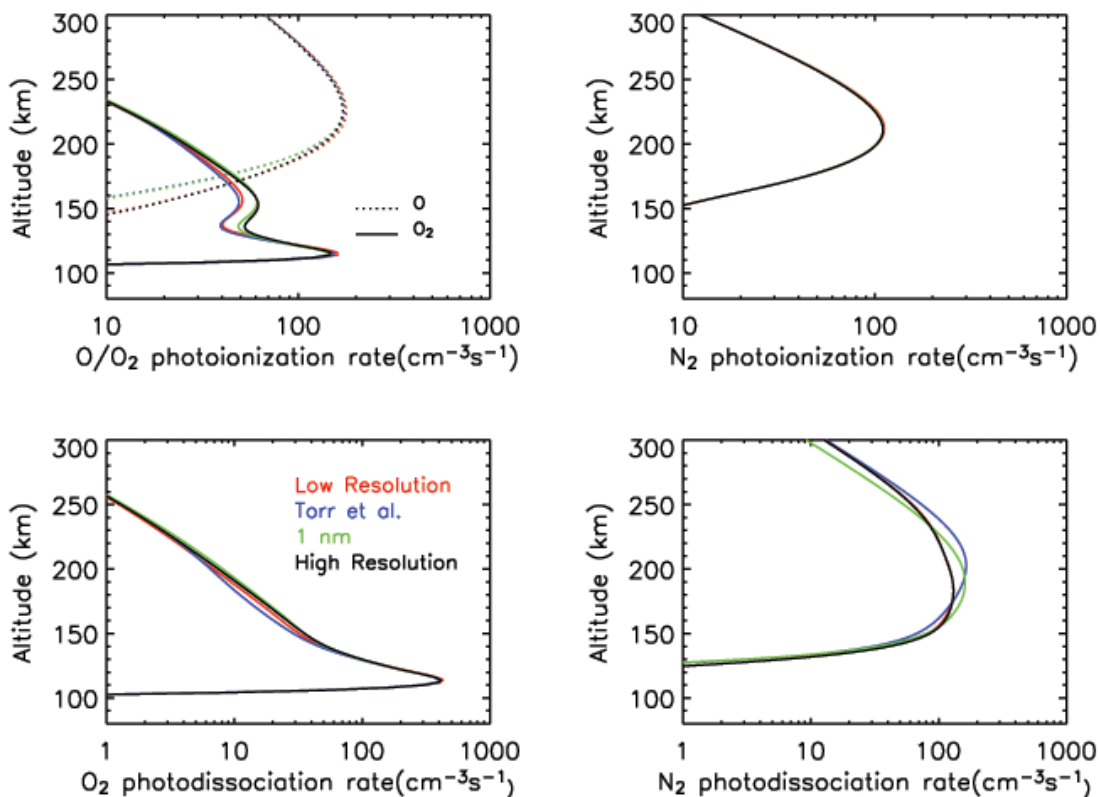 300
250
200
150
100
Altitude (km)
O
O₂
10 100 1000
O/O₂ photoionization rate(cm⁻³s⁻¹)
300
250
200
150
100
Altitude (km)
10 100 1000
N₂ photoionization rate(cm⁻³s⁻¹)
300
250
200
150
100
Altitude (km)
Low Resolution
Torr et al.
1 nm
High Resolution
1 10 100 1000
O₂ photodissociation rate(cm⁻³s⁻¹)
300
250
200
150
100
Altitude (km)
1 10 100 1000
N₂ photodissociation rate(cm⁻³s⁻¹)